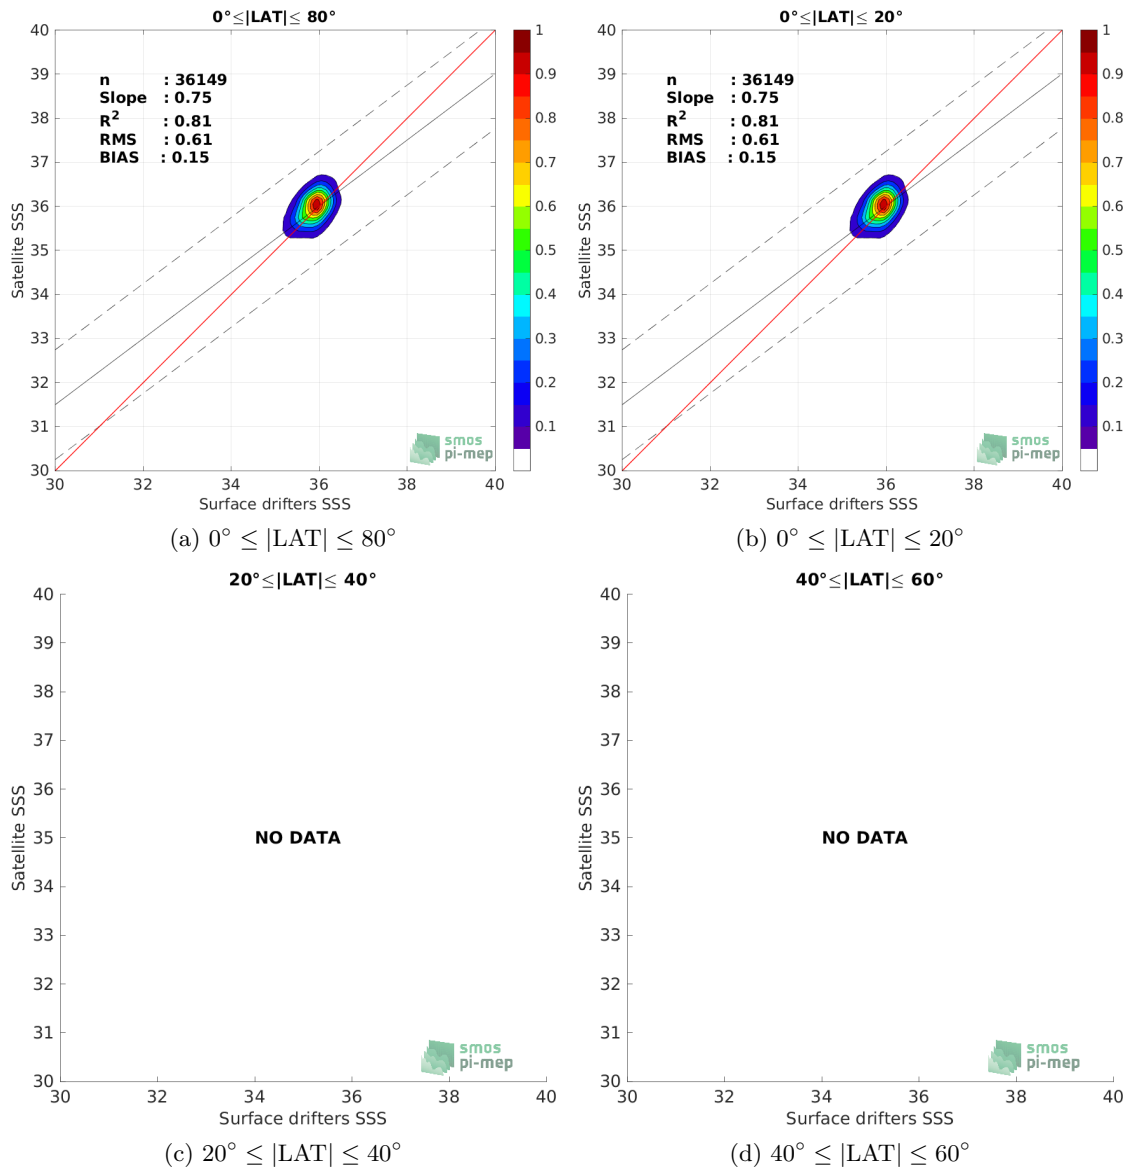 0°≤|LAT|≤ 80°
n : 36149
Slope : 0.75
R² : 0.81
RMS : 0.61
BIAS : 0.15
40
39
38
37
36
35
34
33
32
31
30
30 32 34 36 38 40
Satellite SSS
Surface drifters SSS
1
0.9
0.8
0.7
0.6
0.5
0.4
0.3
0.2
0.1
smos
pi-mep
(a) 0° ≤ |LAT| ≤ 80°
0°≤|LAT|≤ 20°
n : 36149
Slope : 0.75
R² : 0.81
RMS : 0.61
BIAS : 0.15
40
39
38
37
36
35
34
33
32
31
30
30 32 34 36 38 40
Satellite SSS
Surface drifters SSS
1
0.9
0.8
0.7
0.6
0.5
0.4
0.3
0.2
0.1
smos
pi-mep
(b) 0° ≤ |LAT| ≤ 20°
20°≤|LAT|≤ 40°
40
39
38
37
36
35
34
33
32
31
30
30 32 34 36 38 40
Satellite SSS
NO DATA
Surface drifters SSS
smos
pi-mep
(c) 20° ≤ |LAT| ≤ 40°
40°≤|LAT|≤ 60°
40
39
38
37
36
35
34
33
32
31
30
30 32 34 36 38 40
Satellite SSS
NO DATA
Surface drifters SSS
smos
pi-mep
(d) 40° ≤ |LAT| ≤ 60°